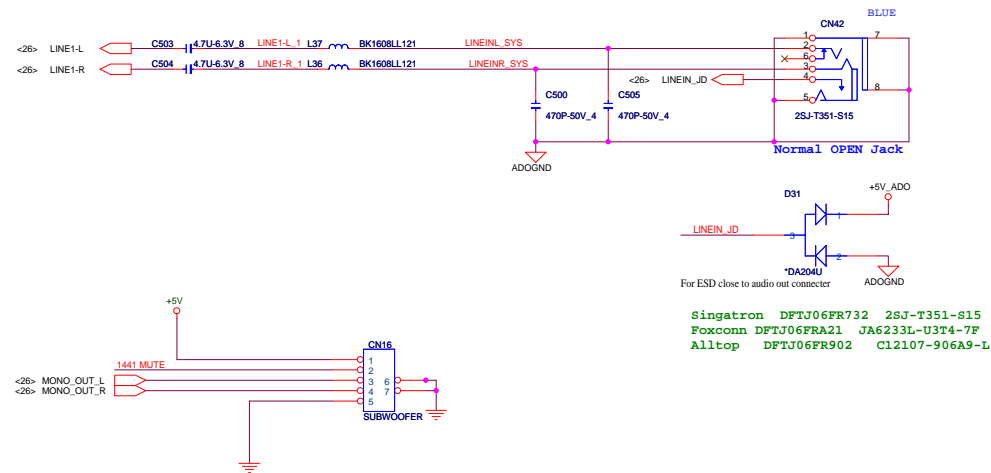 BLUE
CN42
<26> LINE1-L
C503
4.7U-6.3V_8
LINE1-L_1
L37
BK1608LL121
LINEINL_SYS
1
7
2
6
<26> LINE1-R
C504
4.7U-6.3V_8
LINE1-R_1
L36
BK1608LL121
LINEINR_SYS
3
<26> LINEIN_JD
4
8
C500
C505
5
470P-50V_4
470P-50V_4
2SJ-T351-S15
ADOGND
Normal OPEN Jack
D31
+5V_ADO
1
LINEIN_JD
3
2
*DA204U
ADOGND
For ESD close to audio out connecter
Singatron DFTJ06FR732 2SJ-T351-S15
Foxconn DFTJ06FRA21 JA6233L-U3T4-7F
Alltop DFTJ06FR902 C12107-906A9-L
+5V
CN16
1
1441 MUTE
2
<26> MONO_OUT_L
3
6
<26> MONO_OUT_R
4
7
5
SUBWOOFER